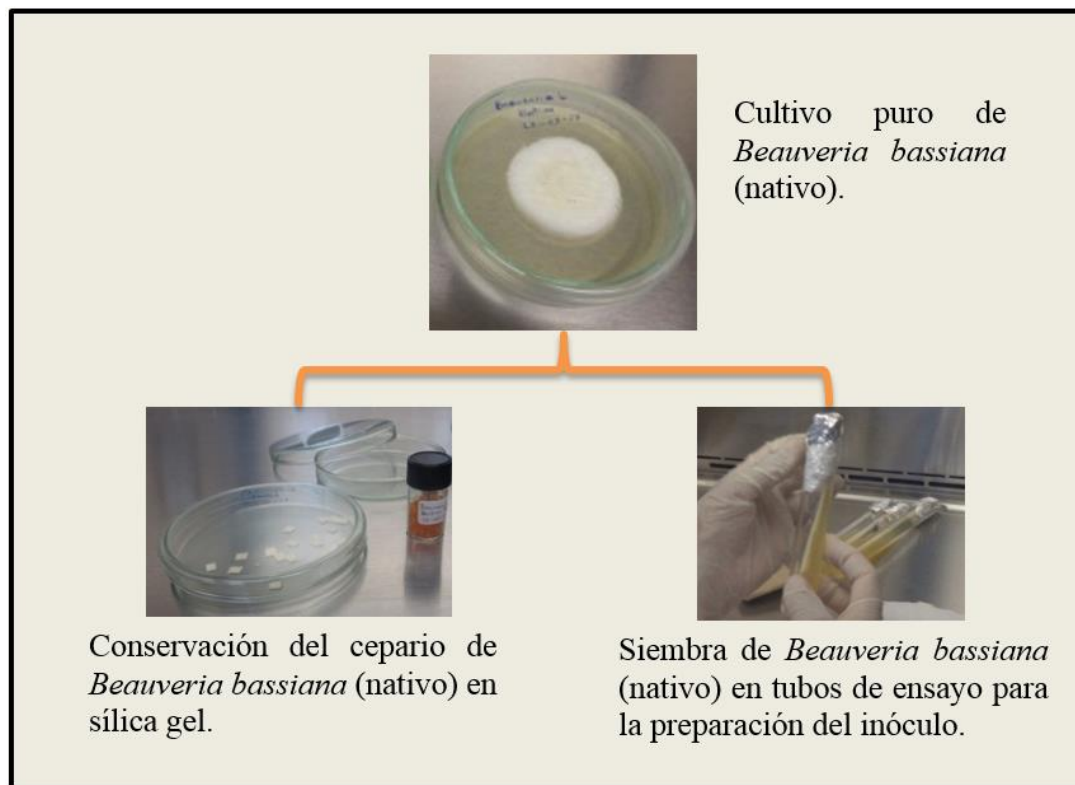 Cultivo puro de
Beauveria bassiana
(nativo).
Conservación del cepario de
Beauveria bassiana (nativo) en
sílica gel.
Siembra de Beauveria bassiana
(nativo) en tubos de ensayo para
la preparación del inóculo.